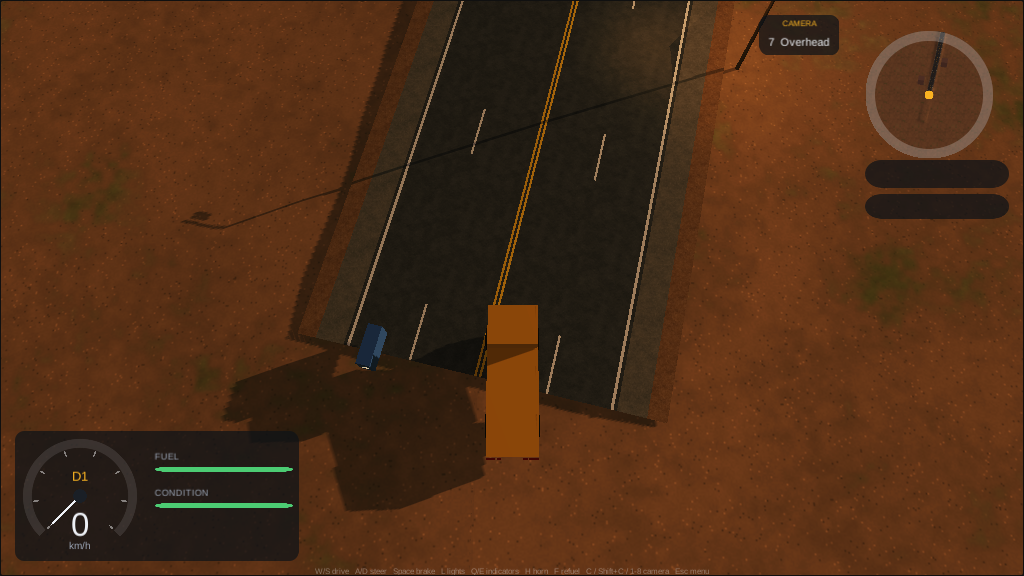 CAMERA
7 Overhead
D1
0
km/h
FUEL
CONDITION
W/S drive A/D steer Space brake L lights Q/E indicators H horn F refuel C / Shift+C / 1-8 camera Esc menu